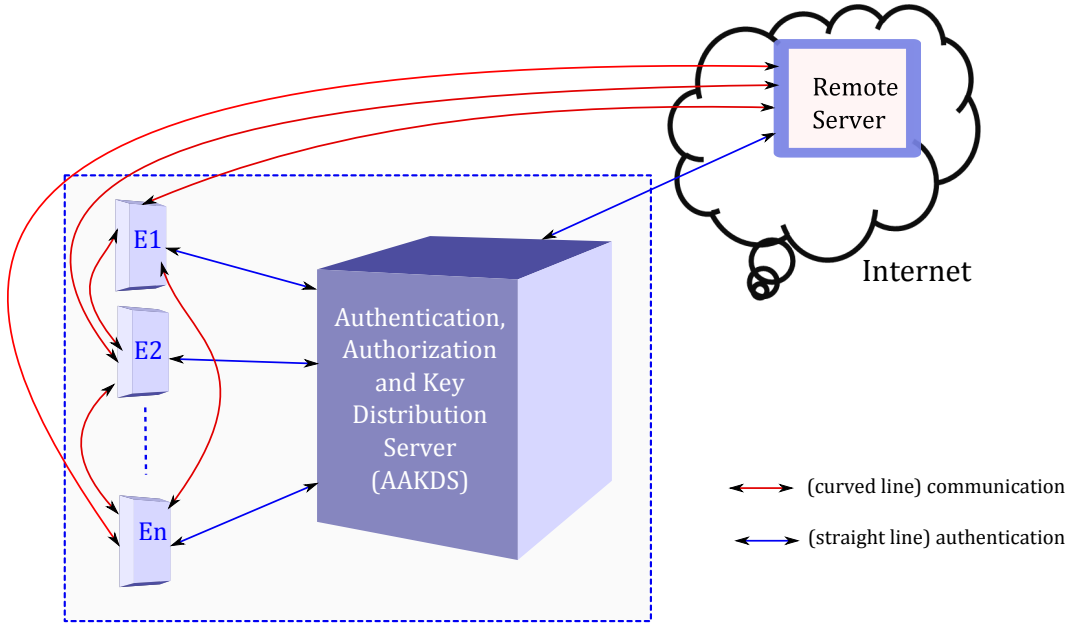 Remote
Server
Internet
E1
E2
En
Authentication,
Authorization
and Key
Distribution
Server
(AAKDS)
(curved line) communication
(straight line) authentication